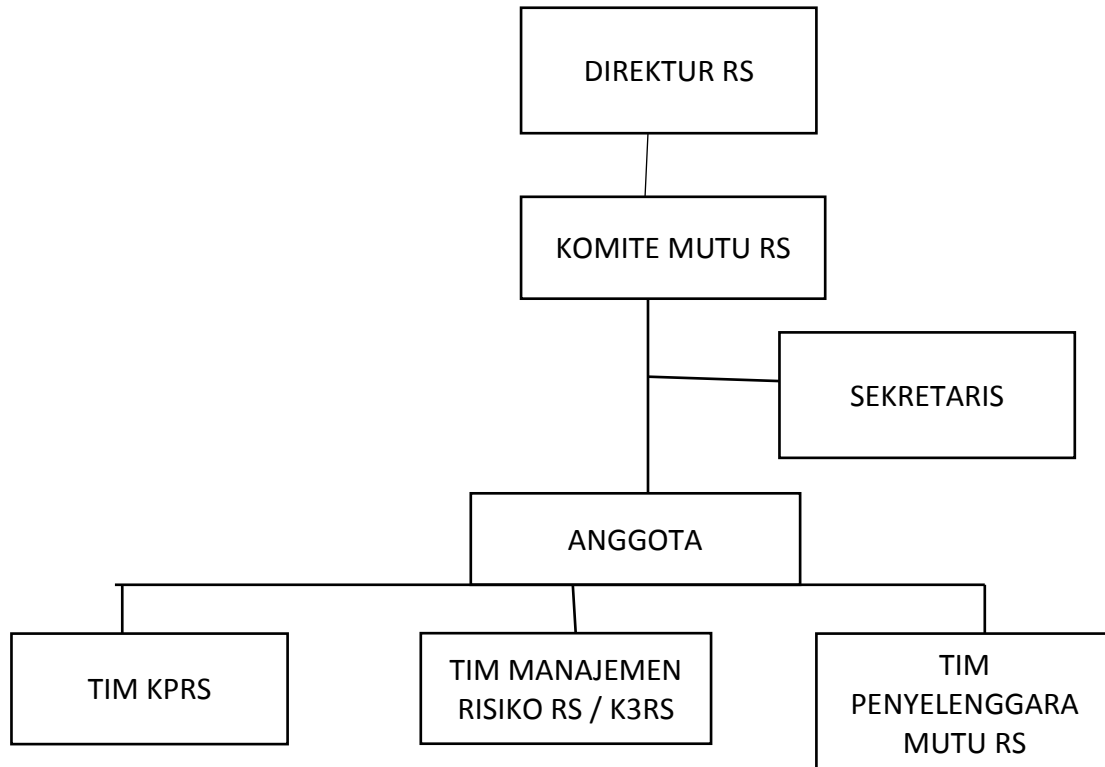 DIREKTUR RS
KOMITE MUTU RS
SEKRETARIS
ANGGOTA
TIM KPRS
TIM MANAJEMEN
RISIKO RS / K3RS
TIM
PENYELENGGARA
MUTU RS